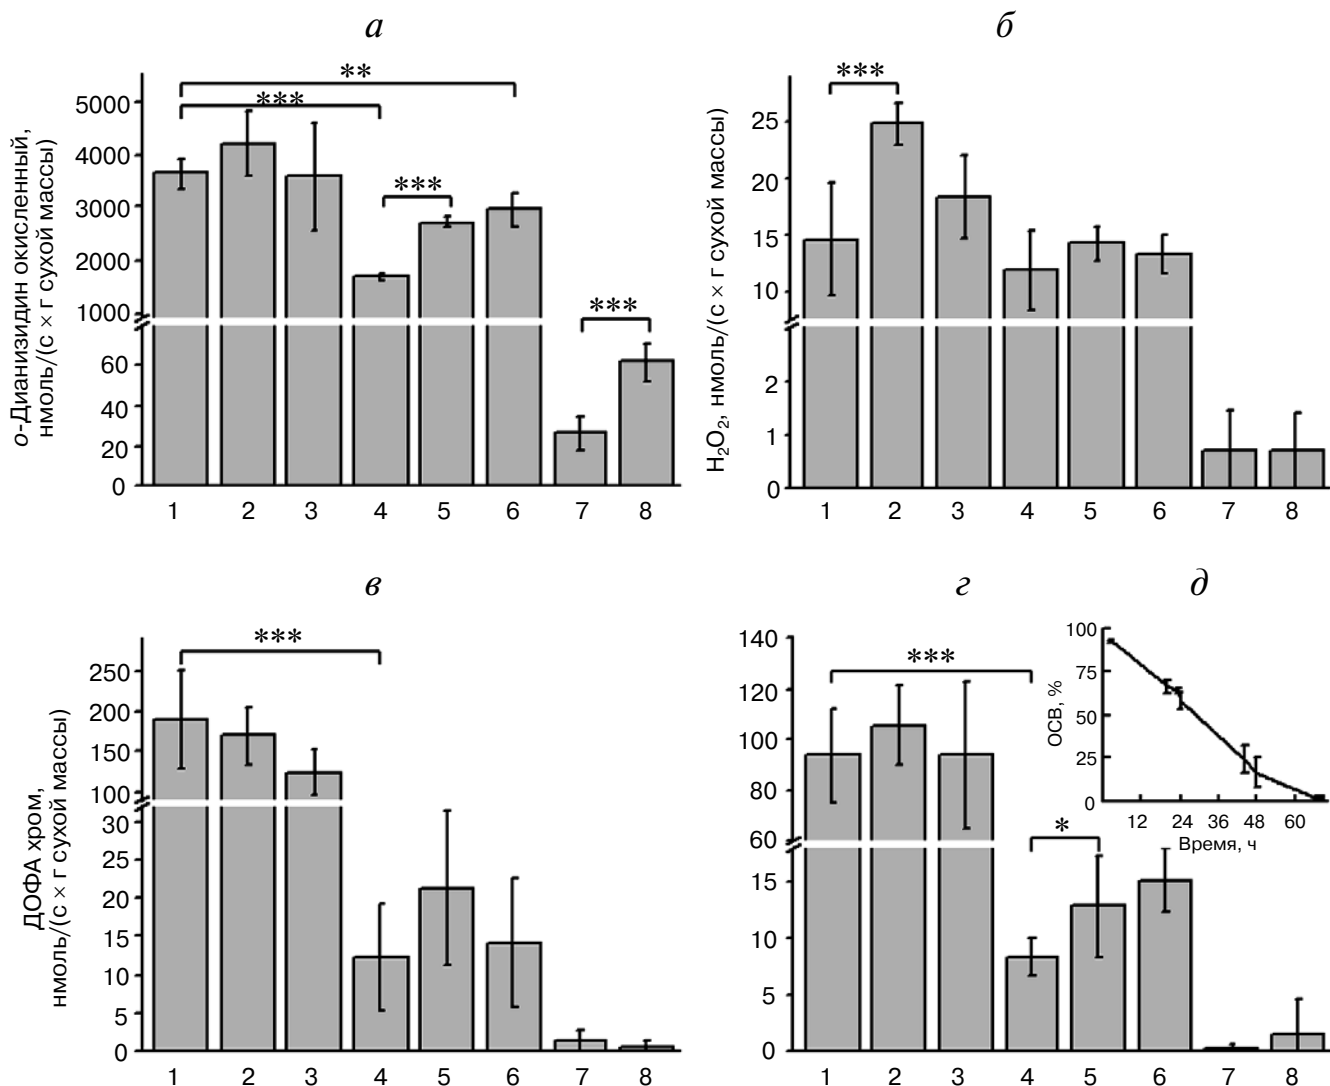 а
о-Дианизидин окисленный,
нмоль/(с × г сухой массы)
5000
4000
3000
2000
1000
60
40
20
0
**
***
***
***
1 2 3 4 5 6 7 8
б
H₂O₂, нмоль/(с × г сухой массы)
25
20
15
10
2
1
0
***
1 2 3 4 5 6 7 8
в
ДОФА хром,
нмоль/(с × г сухой массы)
250
200
150
100
30
25
20
15
10
5
0
***
1 2 3 4 5 6 7 8
г
140
120
100
80
60
15
10
5
0
***
*
1 2 3 4 5 6 7 8
д
ОСВ, %
100
75
50
25
0
12 24 36 48 60
Время, ч